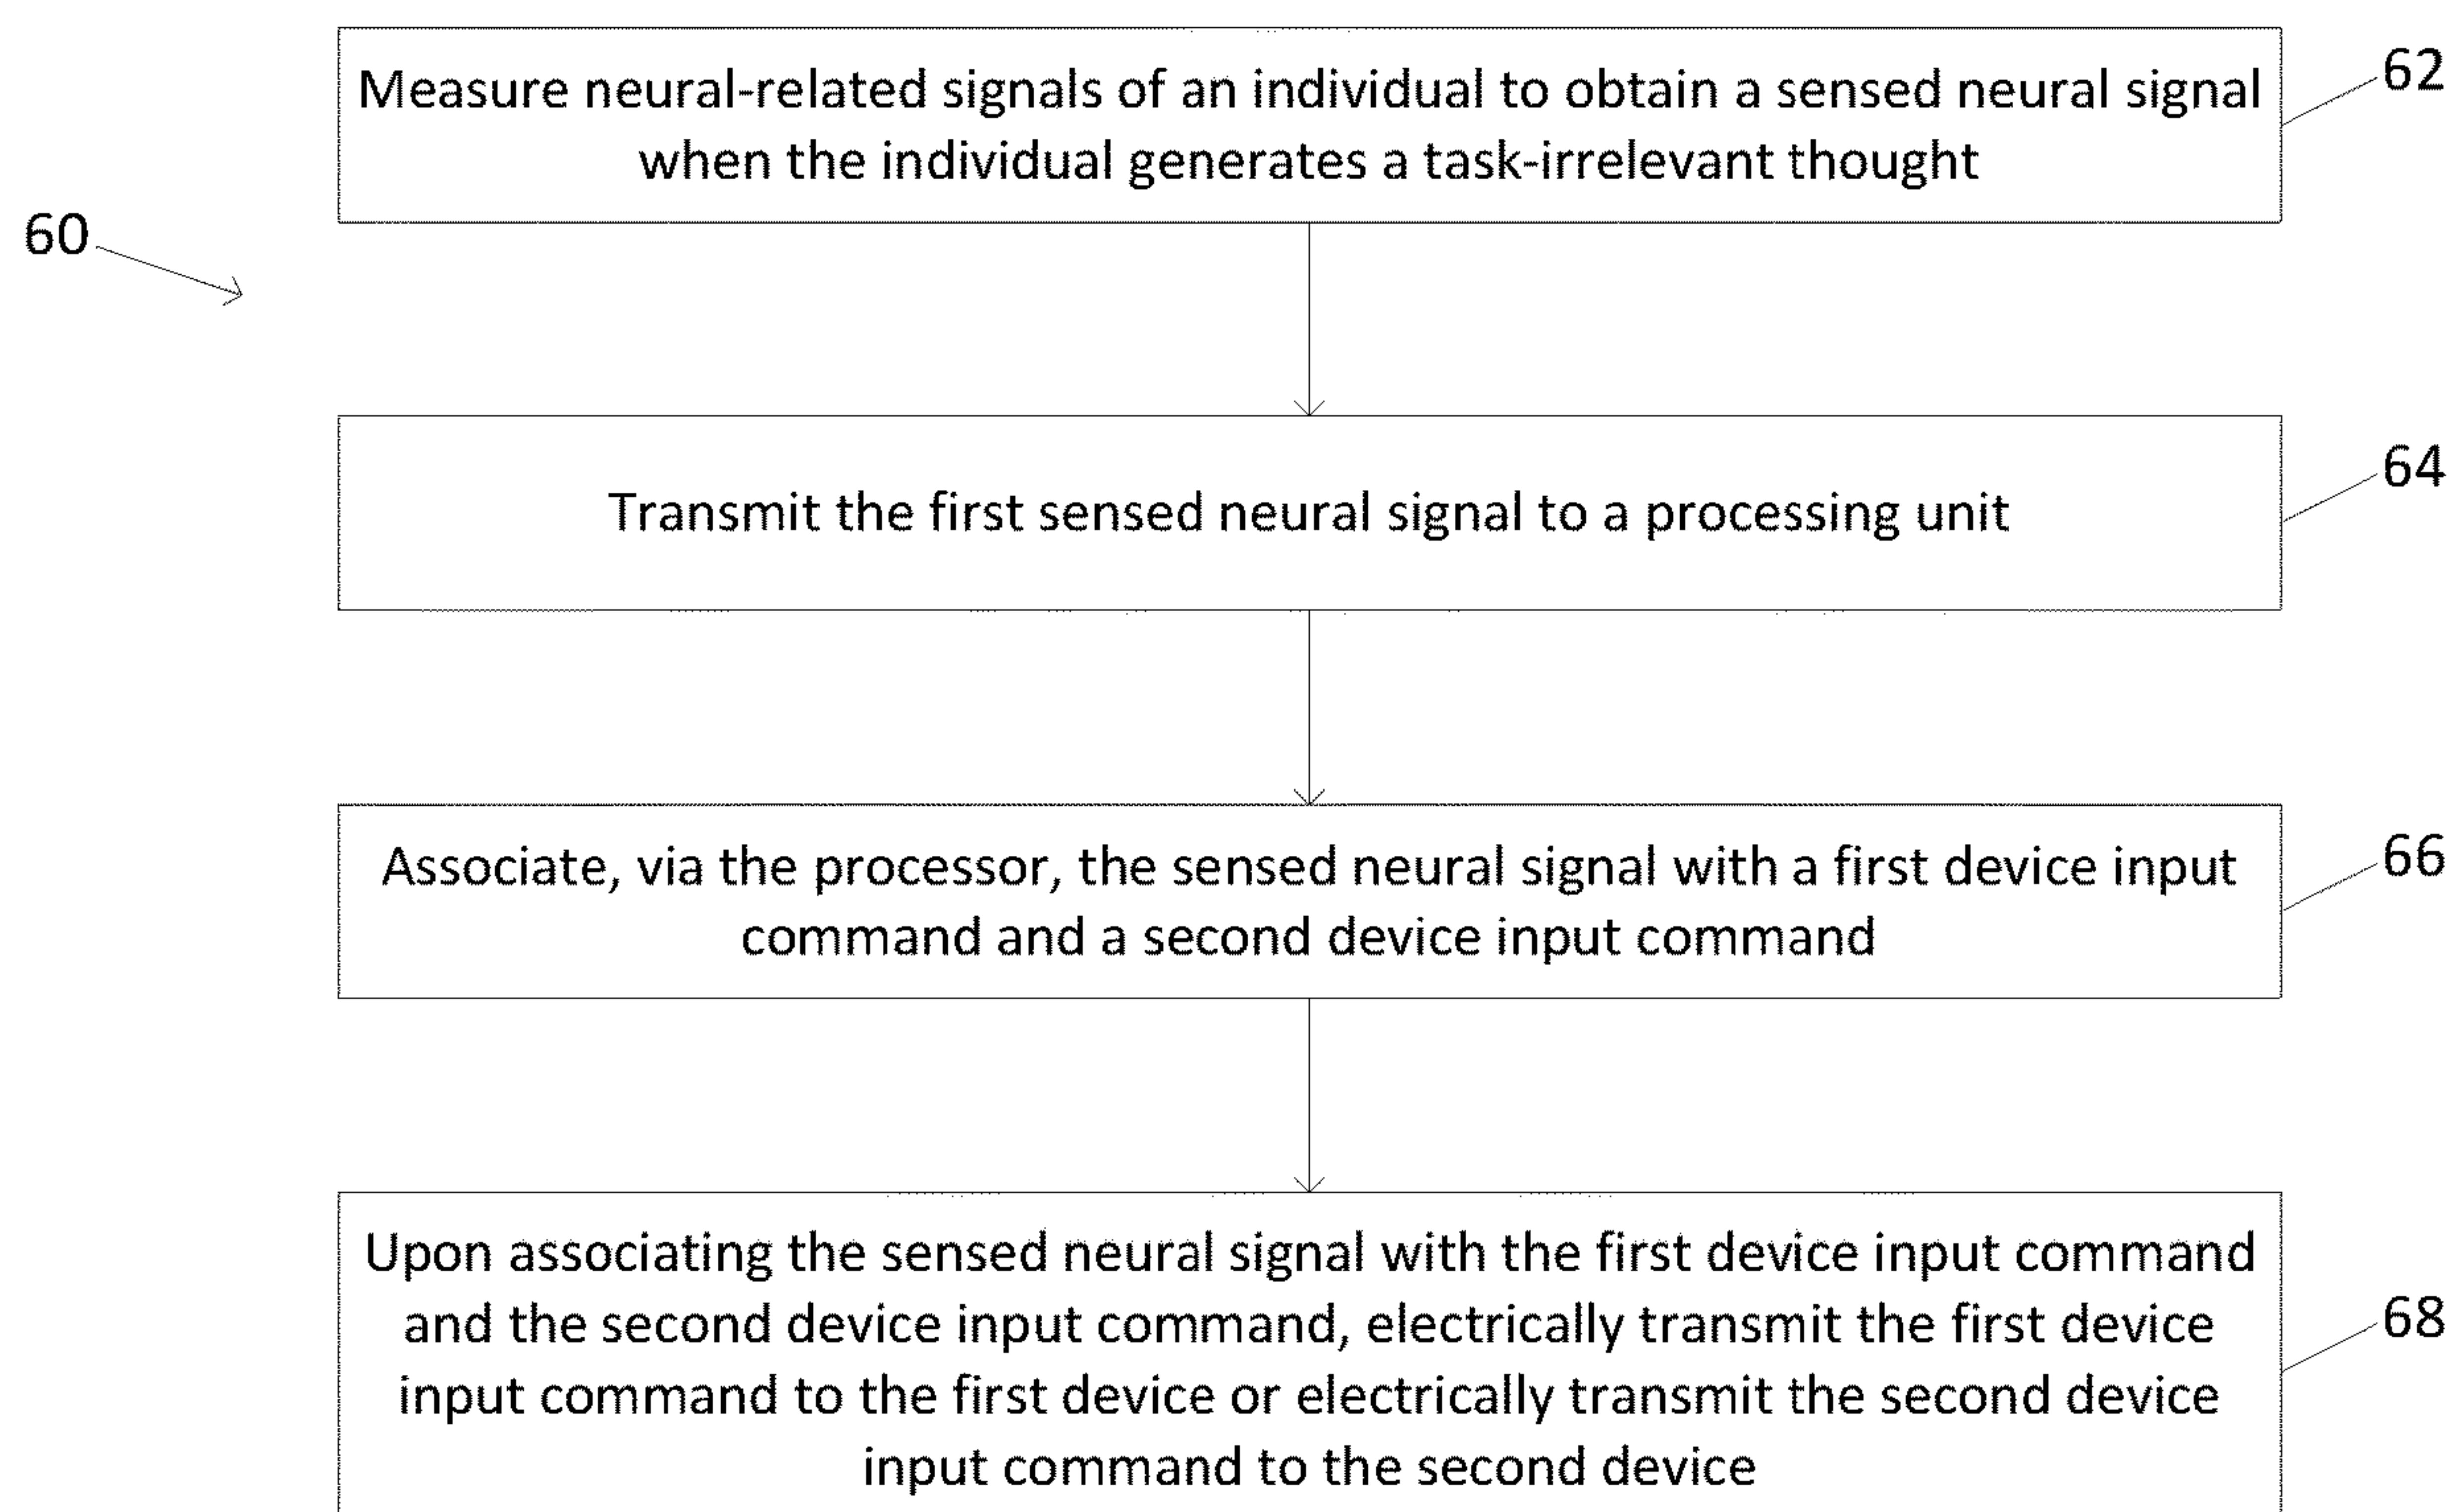 Measure neural-related signals of an individual to obtain a sensed neural signal
when the individual generates a task-irrelevant thought
62
60
Transmit the first sensed neural signal to a processing unit
64
Associate, via the processor, the sensed neural signal with a first device input
command and a second device input command
66
Upon associating the sensed neural signal with the first device input command
and the second device input command, electrically transmit the first device
input command to the first device or electrically transmit the second device
input command to the second device
68